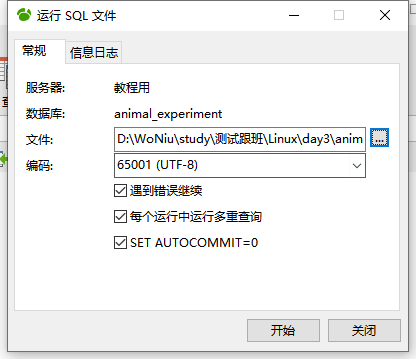 运行 SQL 文件
常规 信息日志
服务器: 教程用
数据库: animal_experiment
文件: D:\WoNiu\study\测试跟班\Linux\day3\anim ...
编码: 65001 (UTF-8)
遇到错误继续
每个运行中运行多重查询
SET AUTOCOMMIT=0
开始 关闭